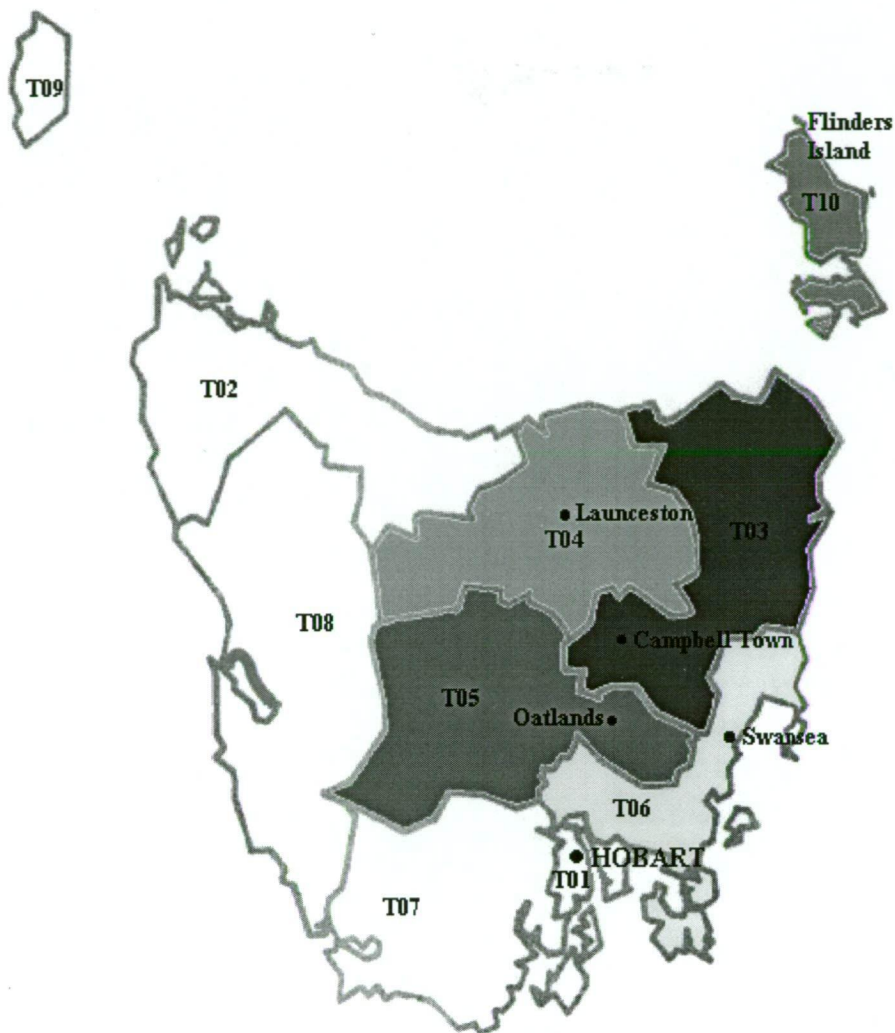 T09
Flinders
Island
T10
T02
Launceston
T04
T03
T08
Campbell Town
T05
Oatlands
Swansea
T06
HOBART
T01
T07